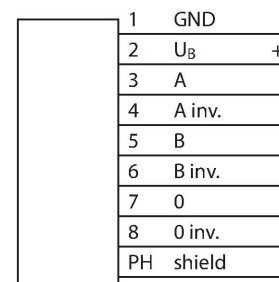 1 GND
2 U_B +
3 A
4 A inv.
5 B
6 B inv.
7 0
8 0 inv.
PH shield